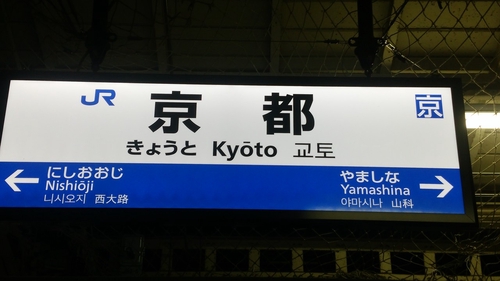 JR 京都 京
きょうと Kyōto 교토
にしおおじ やましな
Nishiōji Yamashina
니시오지 西大路 야마시나 山科